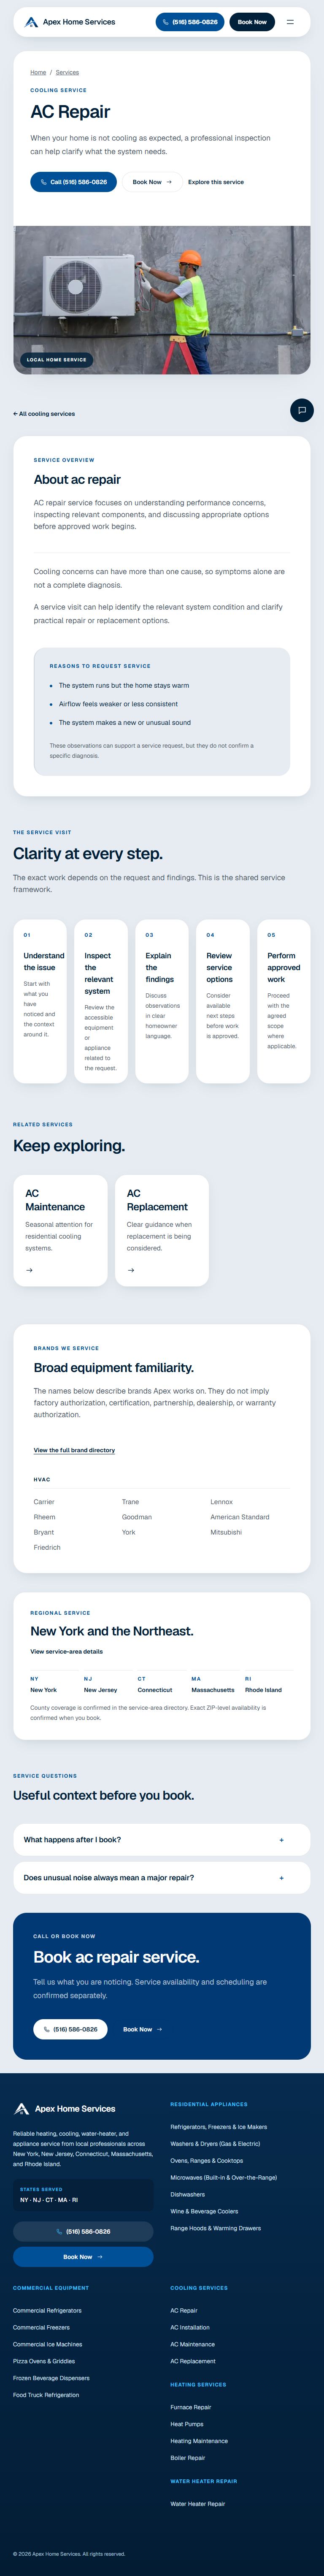 Apex Home Services
(516) 586-0826
Book Now
Home / Services
COOLING SERVICE
AC Repair
When your home is not cooling as expected, a professional inspection
can help clarify what the system needs.
Call (516) 586-0826
Book Now →
Explore this service
LOCAL HOME SERVICE
← All cooling services
SERVICE OVERVIEW
About ac repair
AC repair service focuses on understanding performance concerns,
inspecting relevant components, and discussing appropriate options
before approved work begins.
Cooling concerns can have more than one cause, so symptoms alone are
not a complete diagnosis.
A service visit can help identify the relevant system condition and clarify
practical repair or replacement options.
REASONS TO REQUEST SERVICE
• The system runs but the home stays warm
• Airflow feels weaker or less consistent
• The system makes a new or unusual sound
These observations can support a service request, but they do not confirm a
specific diagnosis.
THE SERVICE VISIT
Clarity at every step.
The exact work depends on the request and findings. This is the shared service
framework.
01
Understand
the issue
Start with
what you
have
noticed and
the context
around it.
02
Inspect
the
relevant
system
Review the
accessible
equipment
or
appliance
related to
the request.
03
Explain
the
findings
Discuss
observations
in clear
homeowner
language.
04
Review
service
options
Consider
available
next steps
before work
is approved.
05
Perform
approved
work
Proceed
with the
agreed
scope
where
applicable.
RELATED SERVICES
Keep exploring.
AC
Maintenance
Seasonal attention for
residential cooling
systems.
→
AC
Replacement
Clear guidance when
replacement is being
considered.
→
BRANDS WE SERVICE
Broad equipment familiarity.
The names below describe brands Apex works on. They do not imply
factory authorization, certification, partnership, dealership, or warranty
authorization.
View the full brand directory
HVAC
Carrier
Trane
Lennox
Rheem
Goodman
American Standard
Bryant
York
Mitsubishi
Friedrich
REGIONAL SERVICE
New York and the Northeast.
View service-area details
NY
New York
NJ
New Jersey
CT
Connecticut
MA
Massachusetts
RI
Rhode Island
County coverage is confirmed in the service-area directory. Exact ZIP-level availability is
confirmed when you book.
SERVICE QUESTIONS
Useful context before you book.
What happens after I book? +
Does unusual noise always mean a major repair? +
CALL OR BOOK NOW
Book ac repair service.
Tell us what you are noticing. Service availability and scheduling are
confirmed separately.
(516) 586-0826
Book Now →
Apex Home Services
Reliable heating, cooling, water-heater, and
appliance service from local professionals across
New York, New Jersey, Connecticut, Massachusetts,
and Rhode Island.
STATES SERVED
NY · NJ · CT · MA · RI
(516) 586-0826
Book Now →
RESIDENTIAL APPLIANCES
Refrigerators, Freezers & Ice Makers
Washers & Dryers (Gas & Electric)
Ovens, Ranges & Cooktops
Microwaves (Built-in & Over-the-Range)
Dishwashers
Wine & Beverage Coolers
Range Hoods & Warming Drawers
COMMERCIAL EQUIPMENT
Commercial Refrigerators
Commercial Freezers
Commercial Ice Machines
Pizza Ovens & Griddles
Frozen Beverage Dispensers
Food Truck Refrigeration
COOLING SERVICES
AC Repair
AC Installation
AC Maintenance
AC Replacement
HEATING SERVICES
Furnace Repair
Heat Pumps
Heating Maintenance
Boiler Repair
WATER HEATER REPAIR
Water Heater Repair
© 2026 Apex Home Services. All rights reserved.